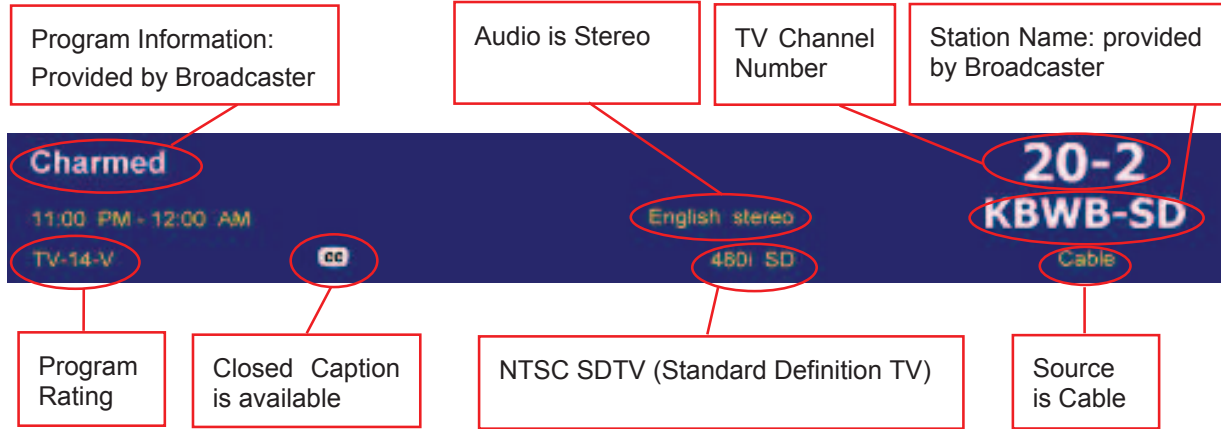 Program Information:
Provided by Broadcaster
Audio is Stereo
TV Channel
Number
Station Name: provided
by Broadcaster
Charmed
20-2
11:00 PM - 12:00 AM
English stereo
KBWB-SD
TV-14-V
CC
480i SD
Cable
Program
Rating
Closed Caption
is available
NTSC SDTV (Standard Definition TV)
Source
is Cable